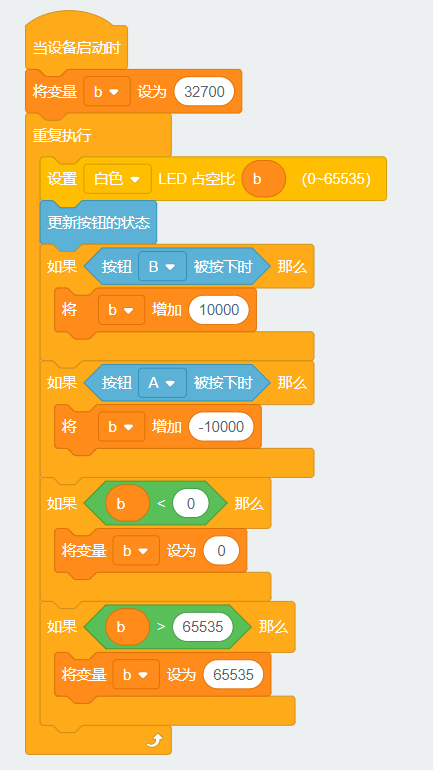 当设备启动时
将变量 b 设为 32700
重复执行
设置 白色 LED 占空比 b (0~65535)
更新按钮的状态
如果 按钮 B 被按下时 那么
将 b 增加 10000
如果 按钮 A 被按下时 那么
将 b 增加 -10000
如果 b < 0 那么
将变量 b 设为 0
如果 b > 65535 那么
将变量 b 设为 65535